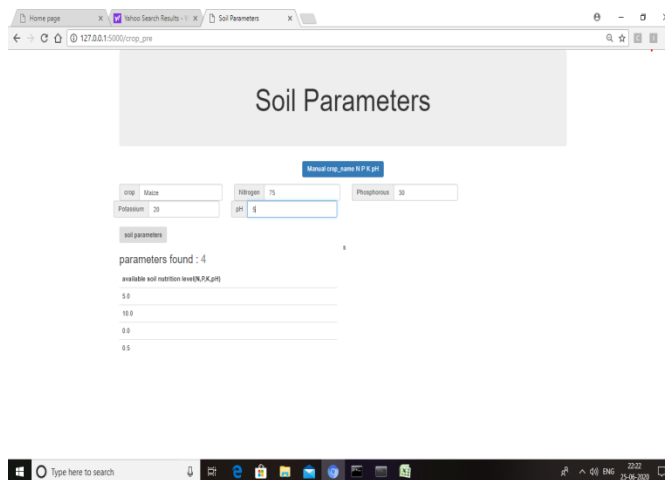 Home page Yahoo Search Results - Soil Parameters
127.0.0.1:5000/crop_pre
Soil Parameters
Manual crop_name N P K pH
crop Maize Nitrogen 75 Phosphorous 30
Potassium 20 pH 5
soil parameters
parameters found : 4
available soil nutrition level(N,P,K,pH)
5.0
10.0
0.0
0.5
Type here to search ENG 22:22
25-06-2020